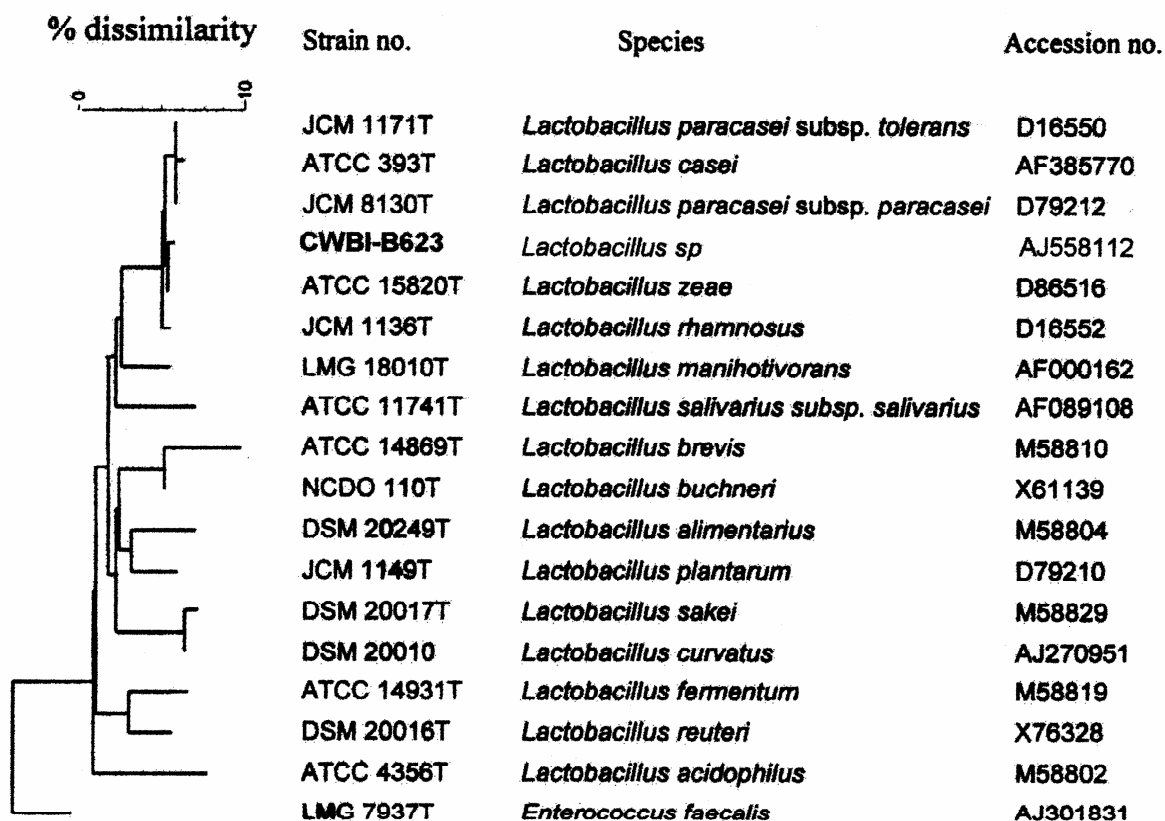 % dissimilarity Strain no. Species Accession no.
0 10
JCM 1171T Lactobacillus paracasei subsp. tolerans D16550
ATCC 393T Lactobacillus casei AF385770
JCM 8130T Lactobacillus paracasei subsp. paracasei D79212
CWBI-B623 Lactobacillus sp AJ558112
ATCC 15820T Lactobacillus zeae D86516
JCM 1136T Lactobacillus rhamnosus D16552
LMG 18010T Lactobacillus manihotivorans AF000162
ATCC 11741T Lactobacillus salivarius subsp. salivarius AF089108
ATCC 14869T Lactobacillus brevis M58810
NCDO 110T Lactobacillus buchneri X61139
DSM 20249T Lactobacillus alimentarius M58804
JCM 1149T Lactobacillus plantarum D79210
DSM 20017T Lactobacillus sakei M58829
DSM 20010 Lactobacillus curvatus AJ270951
ATCC 14931T Lactobacillus fermentum M58819
DSM 20016T Lactobacillus reuteri X76328
ATCC 4356T Lactobacillus acidophilus M58802
LMG 7937T Enterococcus faecalis AJ301831